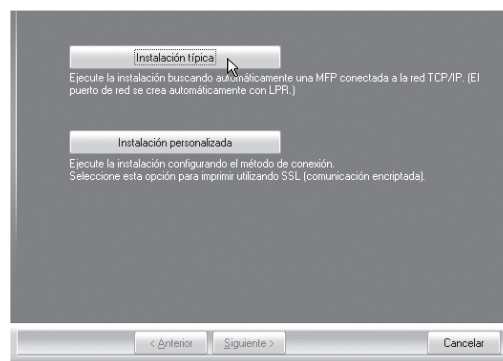 Instalación típica
Ejecute la instalación buscando automáticamente una MFP conectada a la red TCP/IP. (El
puerto de red se crea automáticamente con LPR.)
Instalación personalizada
Ejecute la instalación configurando el método de conexión.
Seleccione esta opción para imprimir utilizando SSL (comunicación encriptada).
< Anterior
Siguiente >
Cancelar